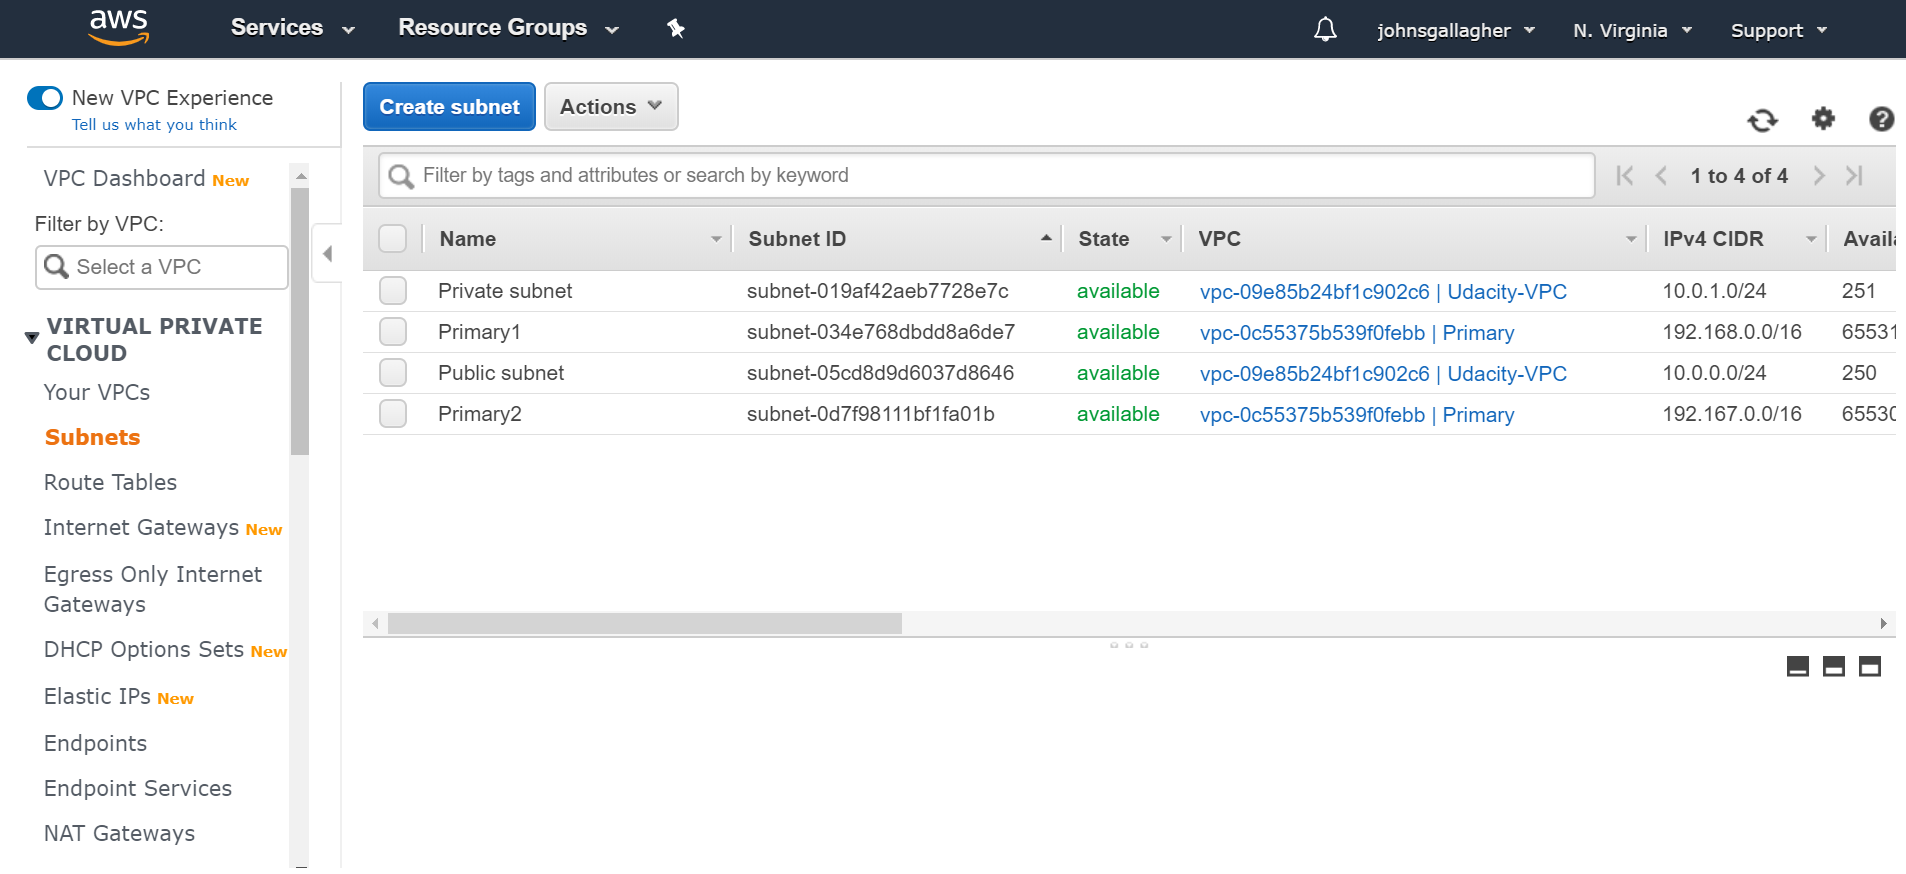 aws Services Resource Groups johnsgallagher N. Virginia Support
New VPC Experience
Tell us what you think
VPC Dashboard New
Filter by VPC:
Select a VPC
VIRTUAL PRIVATE
CLOUD
Your VPCs
Subnets
Route Tables
Internet Gateways New
Egress Only Internet
Gateways
DHCP Options Sets New
Elastic IPs New
Endpoints
Endpoint Services
NAT Gateways
Create subnet Actions
Filter by tags and attributes or search by keyword 1 to 4 of 4
Name Subnet ID State VPC IPv4 CIDR Availa
Private subnet subnet-019af42aeb7728e7c available vpc-09e85b24bf1c902c6 | Udacity-VPC 10.0.1.0/24 251
Primary1 subnet-034e768dbdd8a6de7 available vpc-0c55375b539f0febb | Primary 192.168.0.0/16 65531
Public subnet subnet-05cd8d9d6037d8646 available vpc-09e85b24bf1c902c6 | Udacity-VPC 10.0.0.0/24 250
Primary2 subnet-0d7f98111bf1fa01b available vpc-0c55375b539f0febb | Primary 192.167.0.0/16 65530